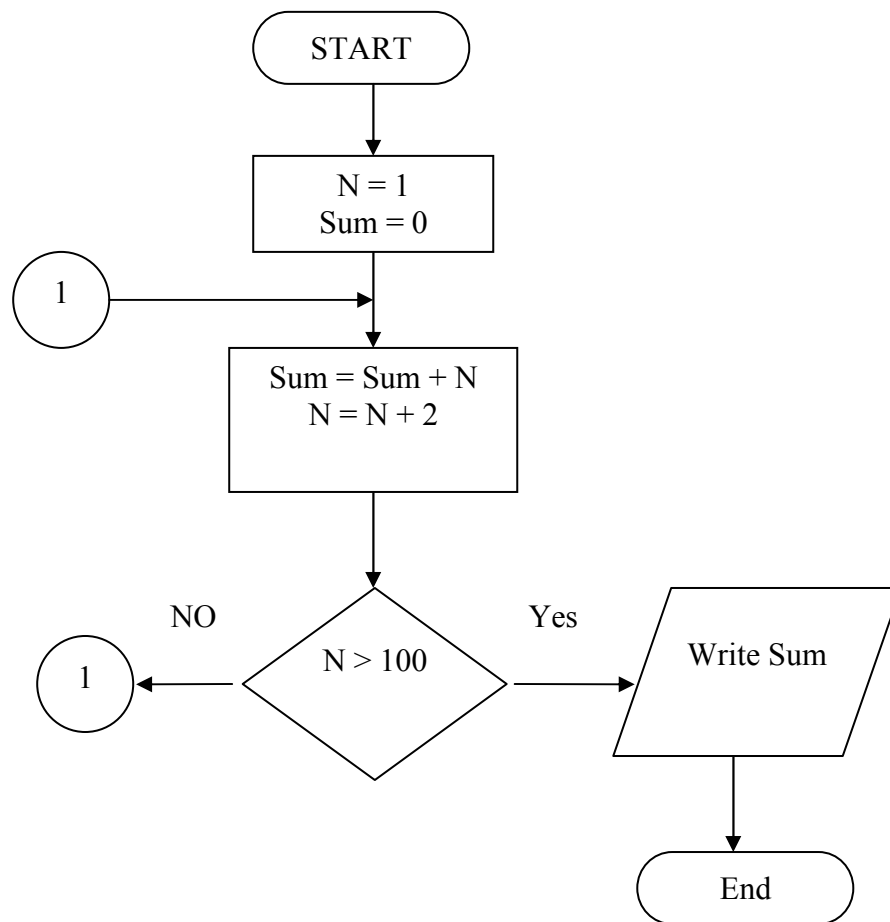 START
N = 1
Sum = 0
1
Sum = Sum + N
N = N + 2
NO
Yes
1
N > 100
Write Sum
End